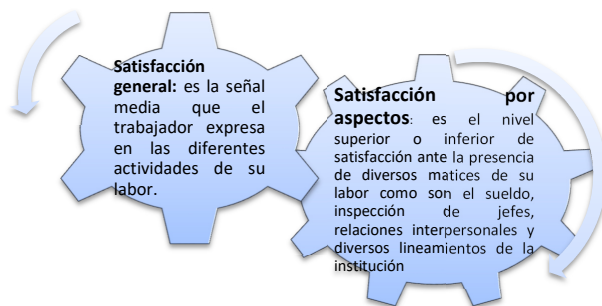 Satisfacción
general: es la señal
media que el
trabajador expresa
en las diferentes
actividades de su
labor.
Satisfacción por
aspectos: es el nivel
superior o inferior de
satisfacción ante la presencia
de diversos matices de su
labor como son el sueldo,
inspección de jefes,
relaciones interpersonales y
diversos lineamientos de la
institución